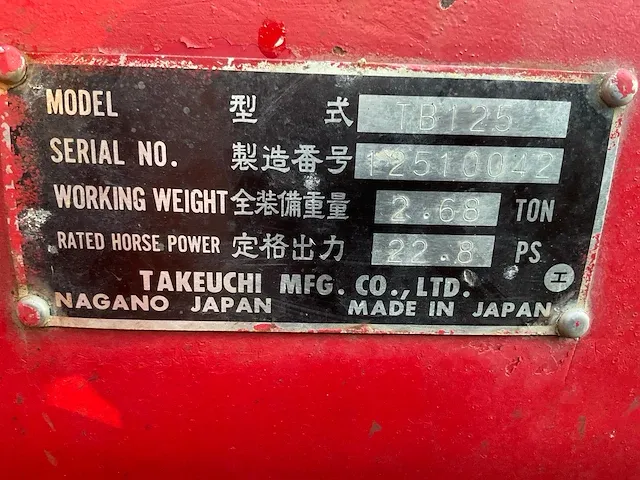 MODEL 型 式 TB125
SERIAL NO. 製造番号 12510042
WORKING WEIGHT 全装備重量 2.68 TON
RATED HORSE POWER 定格出力 22.8 PS
TAKEUCHI MFG. CO., LTD. エ
NAGANO JAPAN MADE IN JAPAN